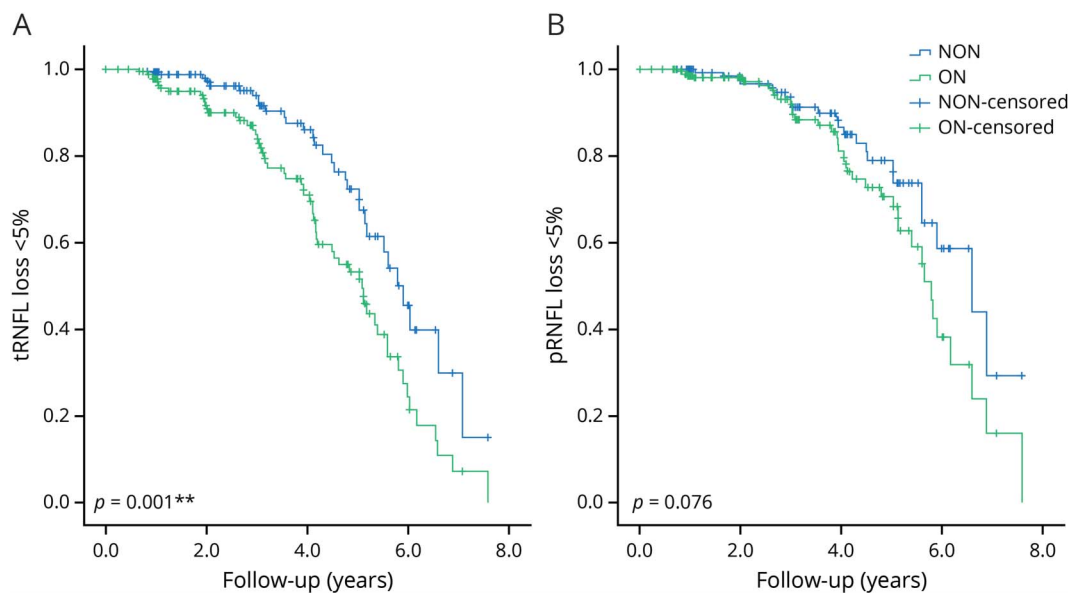 A
tRNFL loss <5%
1.0
0.8
0.6
0.4
0.2
0.0
p = 0.001**
0.0 2.0 4.0 6.0 8.0
Follow-up (years)
B
pRNFL loss <5%
1.0
0.8
0.6
0.4
0.2
0.0
NON
ON
NON-censored
ON-censored
p = 0.076
0.0 2.0 4.0 6.0 8.0
Follow-up (years)